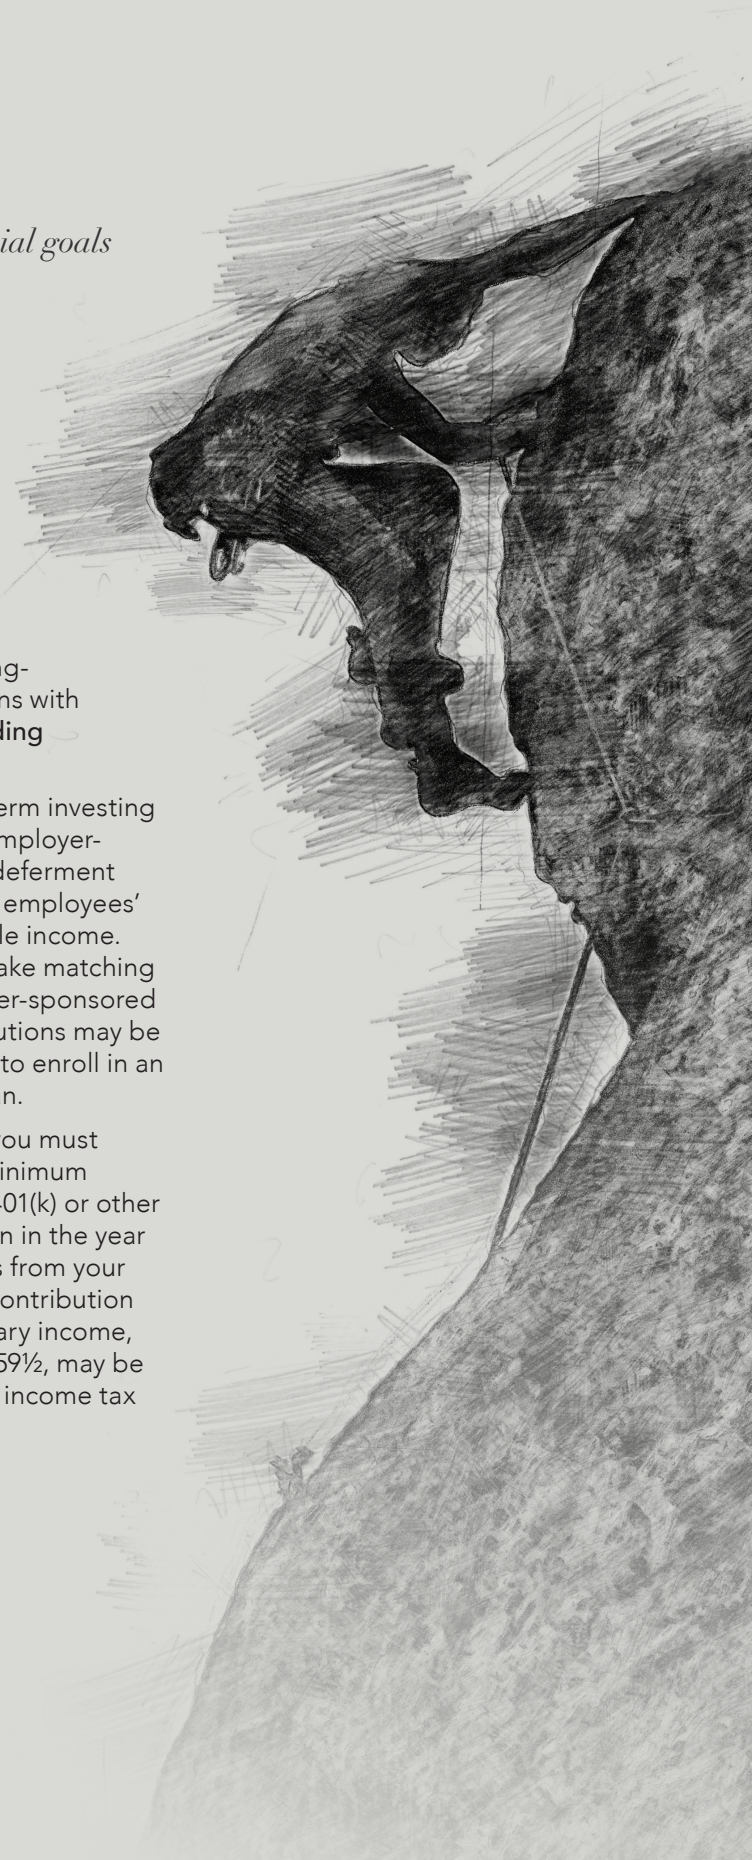 ial goals
ng-
ns with
ding
erm investing
mployer-
deferment
employees’
le income.
ake matching
er-sponsored
utions may be
to enroll in an
n.
you must
inimum
401(k) or other
n in the year
s from your
ontribution
ary income,
59½, may be
income tax